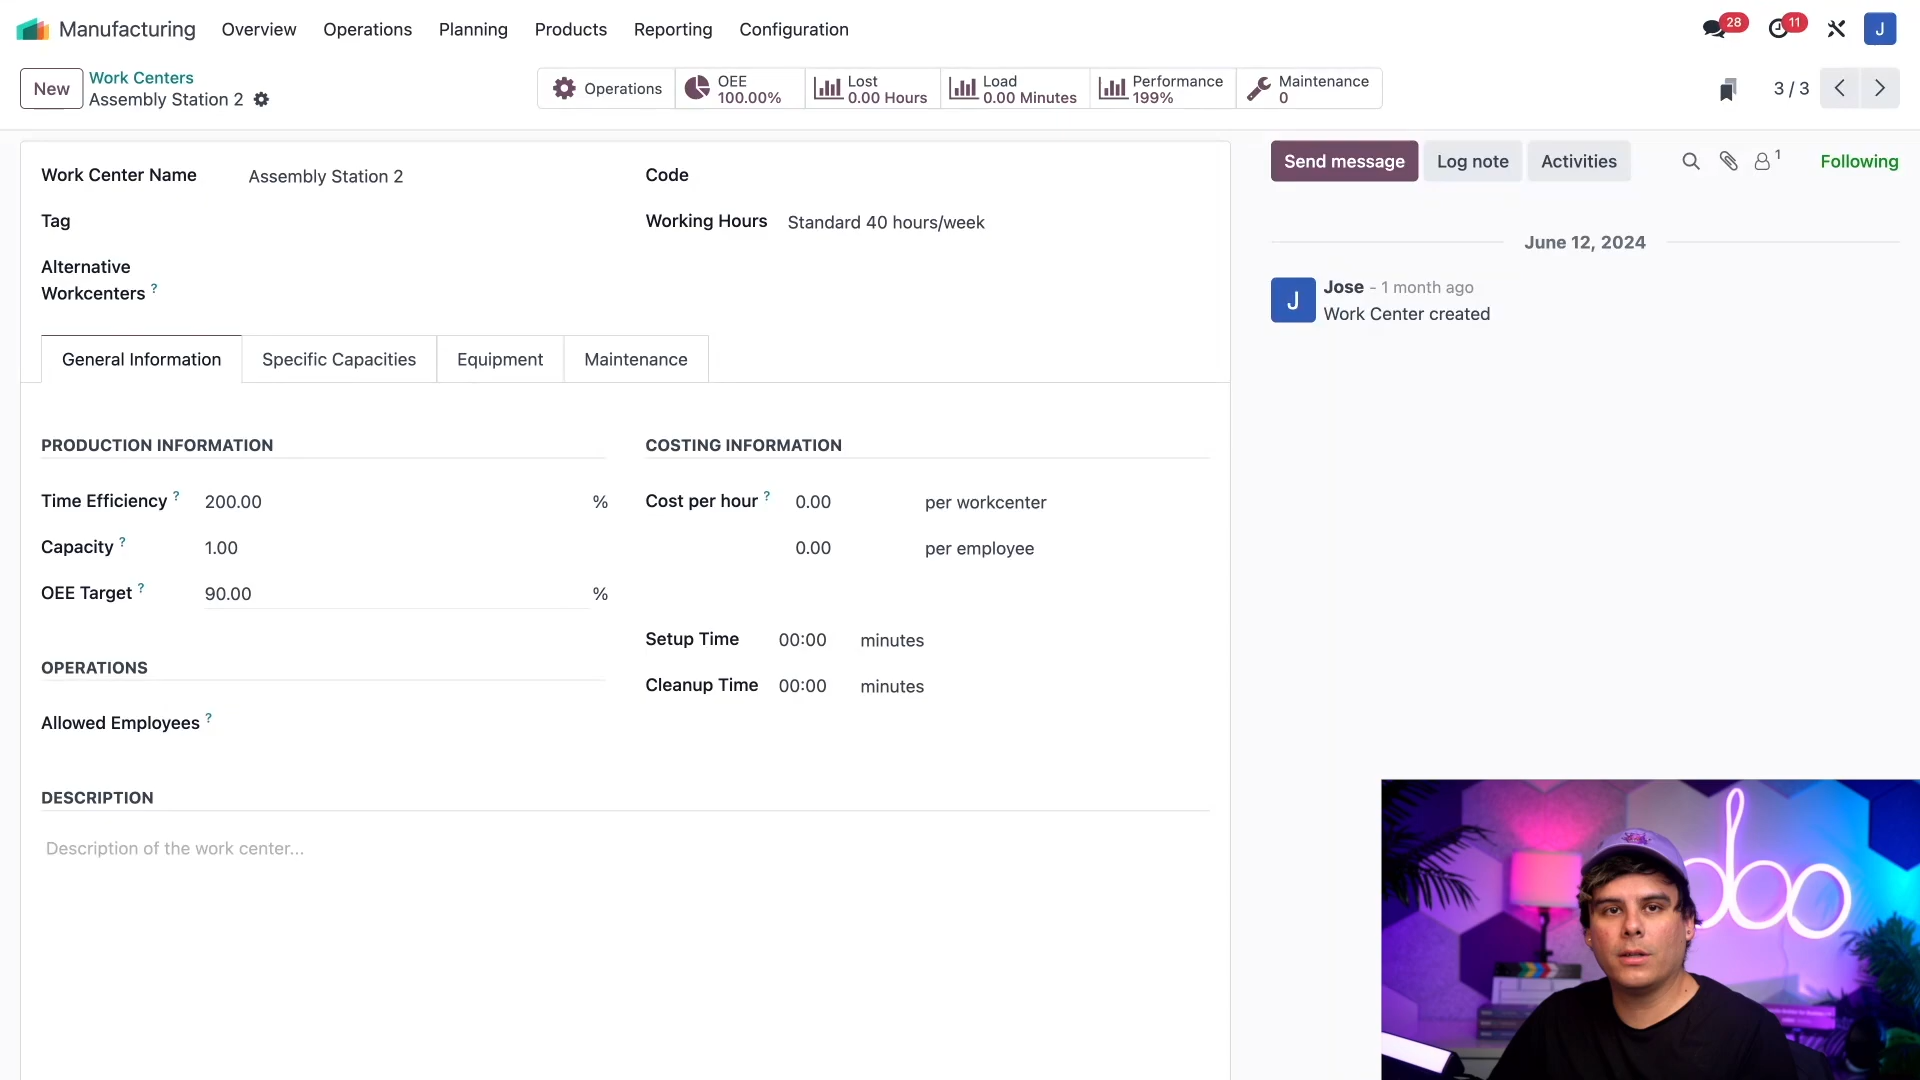 Manufacturing Overview Operations Planning Products Reporting Configuration 28 11 J
New Work Centers Operations OEE Lost Load Performance Maintenance 3 / 3
Assembly Station 2 100.00% 0.00 Hours 0.00 Minutes 199% 0
Work Center Name Assembly Station 2 Code
Tag Working Hours Standard 40 hours/week
Alternative
Workcenters ?
General Information Specific Capacities Equipment Maintenance
PRODUCTION INFORMATION COSTING INFORMATION
Time Efficiency ? 200.00 % Cost per hour ? 0.00 per workcenter
Capacity ? 1.00 0.00 per employee
OEE Target ? 90.00 %
Setup Time 00:00 minutes
OPERATIONS
Cleanup Time 00:00 minutes
Allowed Employees ?
DESCRIPTION
Description of the work center...
Send message Log note Activities 1 Following
June 12, 2024
J Jose - 1 month ago
Work Center created
odoo